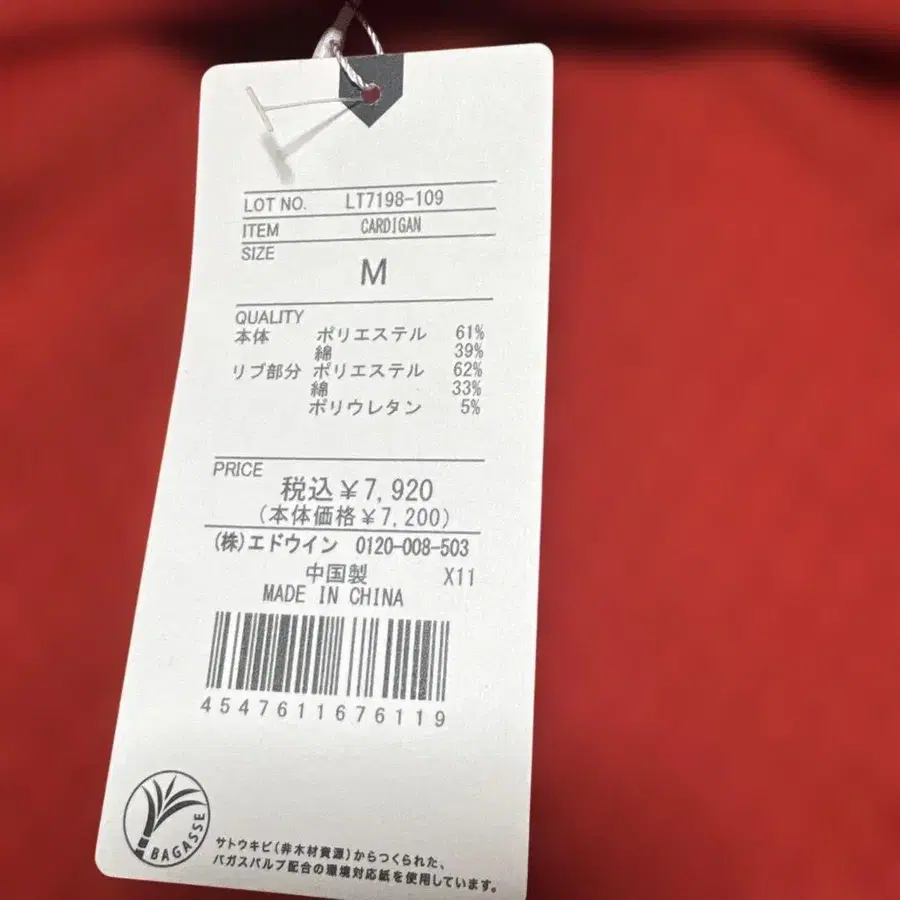 LOT NO. LT7198-109
ITEM CARDIGAN
SIZE
M
QUALITY
本体 ポリエステル 61%
綿 39%
リブ部分 ポリエステル 62%
綿 33%
ポリウレタン 5%
PRICE
税込¥7,920
(本体価格¥7,200)
(株)エドウイン 0120-008-503
中国製 X11
MADE IN CHINA
4547611676119
BAGASSE
サトウキビ(非木材資源)からつくられた、
バガスパルプ配合の環境対応紙を使用しています。